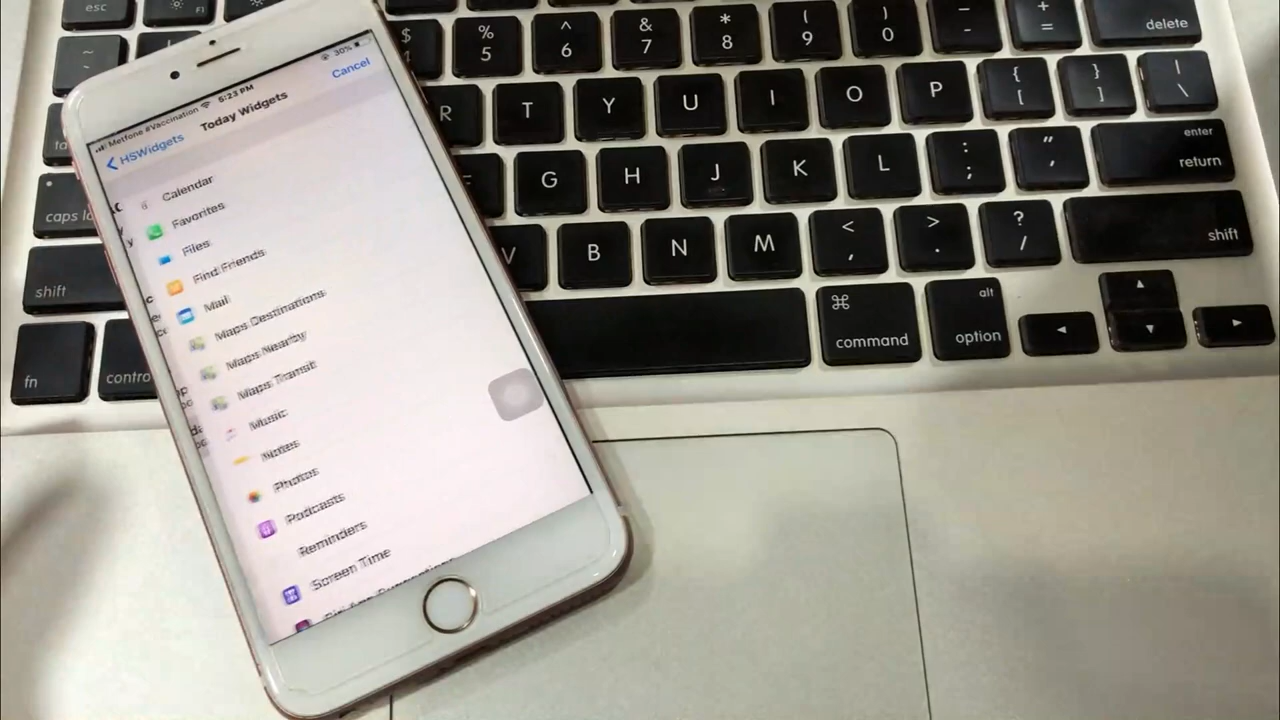 Metfone #Vaccination 5:23 PM 30%
HSWidgets Today Widgets Cancel
Calendar
Favorites
Files
Find Friends
Mail
Maps Destinations
Maps Nearby
Maps Transit
Music
Notes
Photos
Podcasts
Reminders
Screen Time
esc F1
~ $ 4 % 5 ^ 6 & 7 * 8 ( 9 ) 0 _ - + = delete
R T Y U I O P { [ } ] | \
caps G H J K L : ; " ' enter return
shift V B N M < , > . ? / shift
fn command alt option